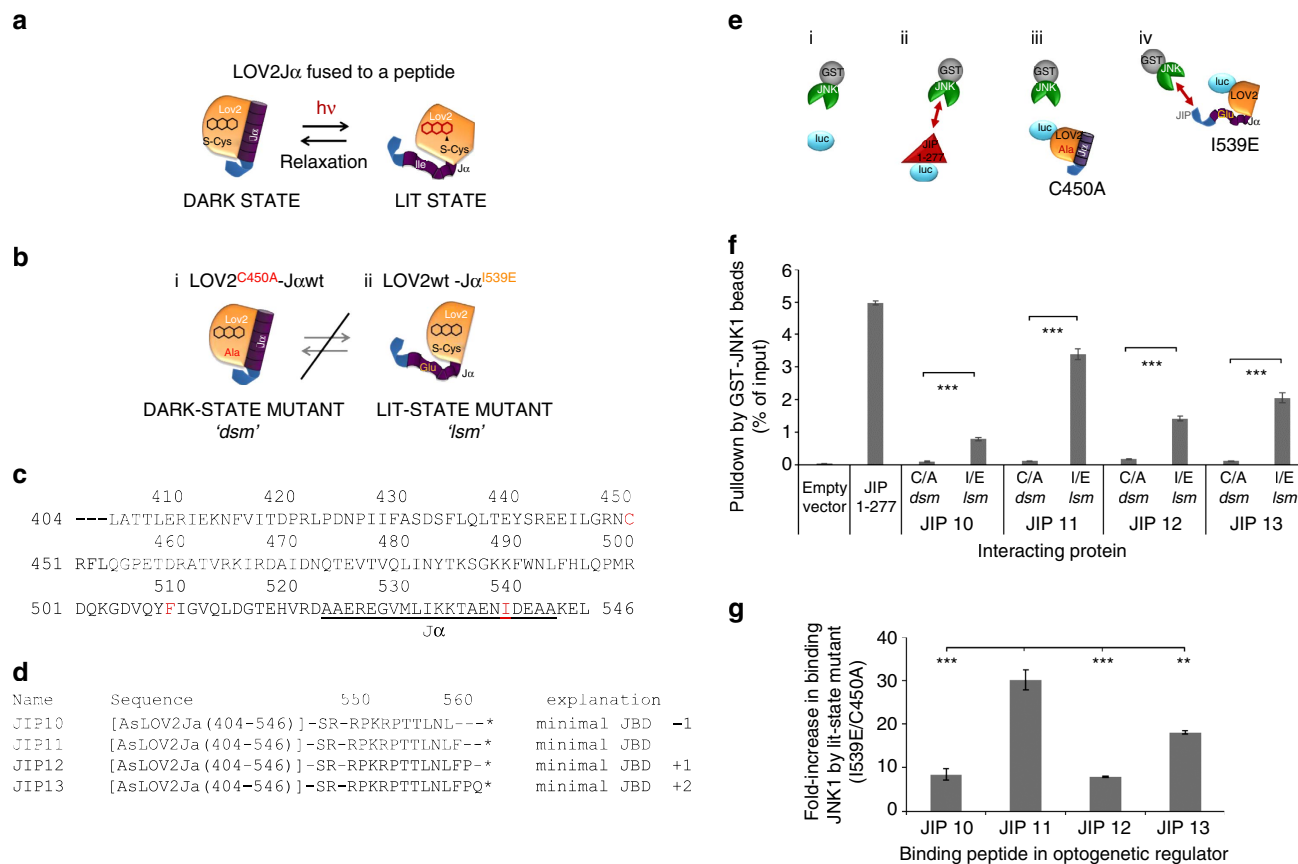 a
LOV2Jα fused to a peptide
Lov2
S-Cys
Jα
hν
Relaxation
Lov2
S-Cys
Ile
Jα
DARK STATE
LIT STATE
b
i LOV2C450A-Jαwt
ii LOV2wt -JαI539E
Lov2
Ala
Jα
Lov2
S-Cys
Glu
Jα
DARK-STATE MUTANT
'dsm'
LIT-STATE MUTANT
'lsm'
c
410 420 430 440 450
404 ---LATTLERIEKNFVITDPRLPDNPIIFASDSFLQLTEYSREEILGRNC
460 470 480 490 500
451 RFLQGPETDRATVRKIRDAIDNQTEVTVQLINYTKSGKKFWNLFHLQPMR
510 520 530 540
501 DQKGDVQYFIGVQLDGTEHVRDAAEREGVMLIKKTAENIDEAAKEL 546
Jα
d
Name Sequence 550 560 explanation
JIP10 [AsLOV2Ja(404-546)]-SR-RPKRPTTLNL---* minimal JBD -1
JIP11 [AsLOV2Ja(404-546)]-SR-RPKRPTTLNLF--* minimal JBD
JIP12 [AsLOV2Ja(404-546)]-SR-RPKRPTTLNLFP-* minimal JBD +1
JIP13 [AsLOV2Ja(404-546)]-SR-RPKRPTTLNLFPQ* minimal JBD +2
e
i
GST
JNK
luc
ii
GST
JNK
JIP
1-277
luc
iii
GST
JNK
luc
LOV2
Ala
Jα
C450A
iv
GST
JNK
luc
LOV2
JIP
Glu
Jα
I539E
f
Pulldown by GST-JNK1 beads
(% of input)
6
5
4
3
2
1
0
***
***
***
***
Empty
vector
JIP
1-277
C/A I/E C/A I/E C/A I/E C/A I/E
dsm lsm dsm lsm dsm lsm dsm lsm
JIP 10 JIP 11 JIP 12 JIP 13
Interacting protein
g
Fold-increase in binding
JNK1 by lit-state mutant
(I539E/C450A)
40
30
20
10
0
*** *** **
JIP 10 JIP 11 JIP 12 JIP 13
Binding peptide in optogenetic regulator